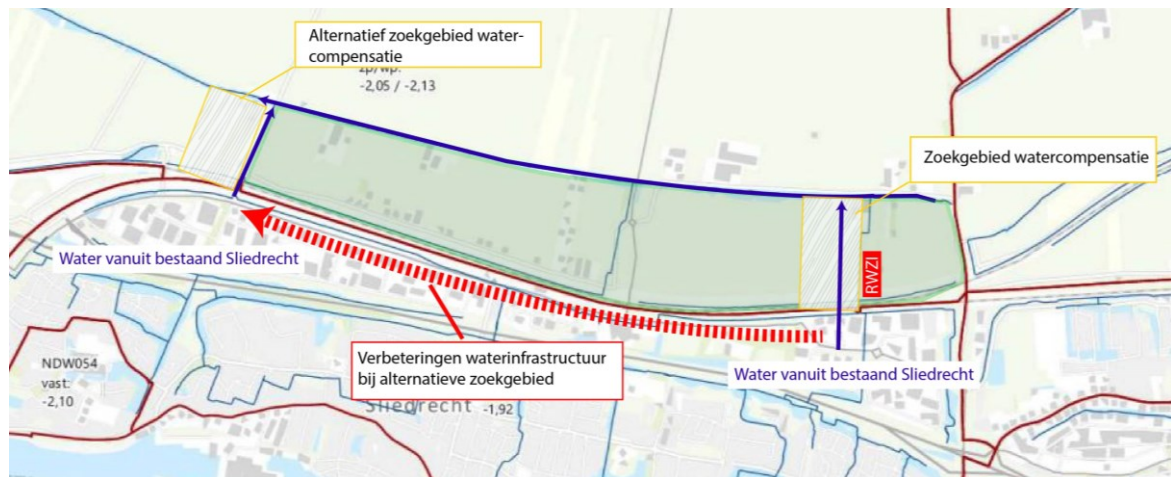 Alternatief zoekgebied water-
compensatie
zp/wp:
-2,05 / -2,13
Zoekgebied watercompensatie
Water vanuit bestaand Sliedrecht
RWZI
Verbeteringen waterinfrastructuur
bij alternatieve zoekgebied
Water vanuit bestaand Sliedrecht
NDW054
vast:
-2,10
Sliedrecht -1,92